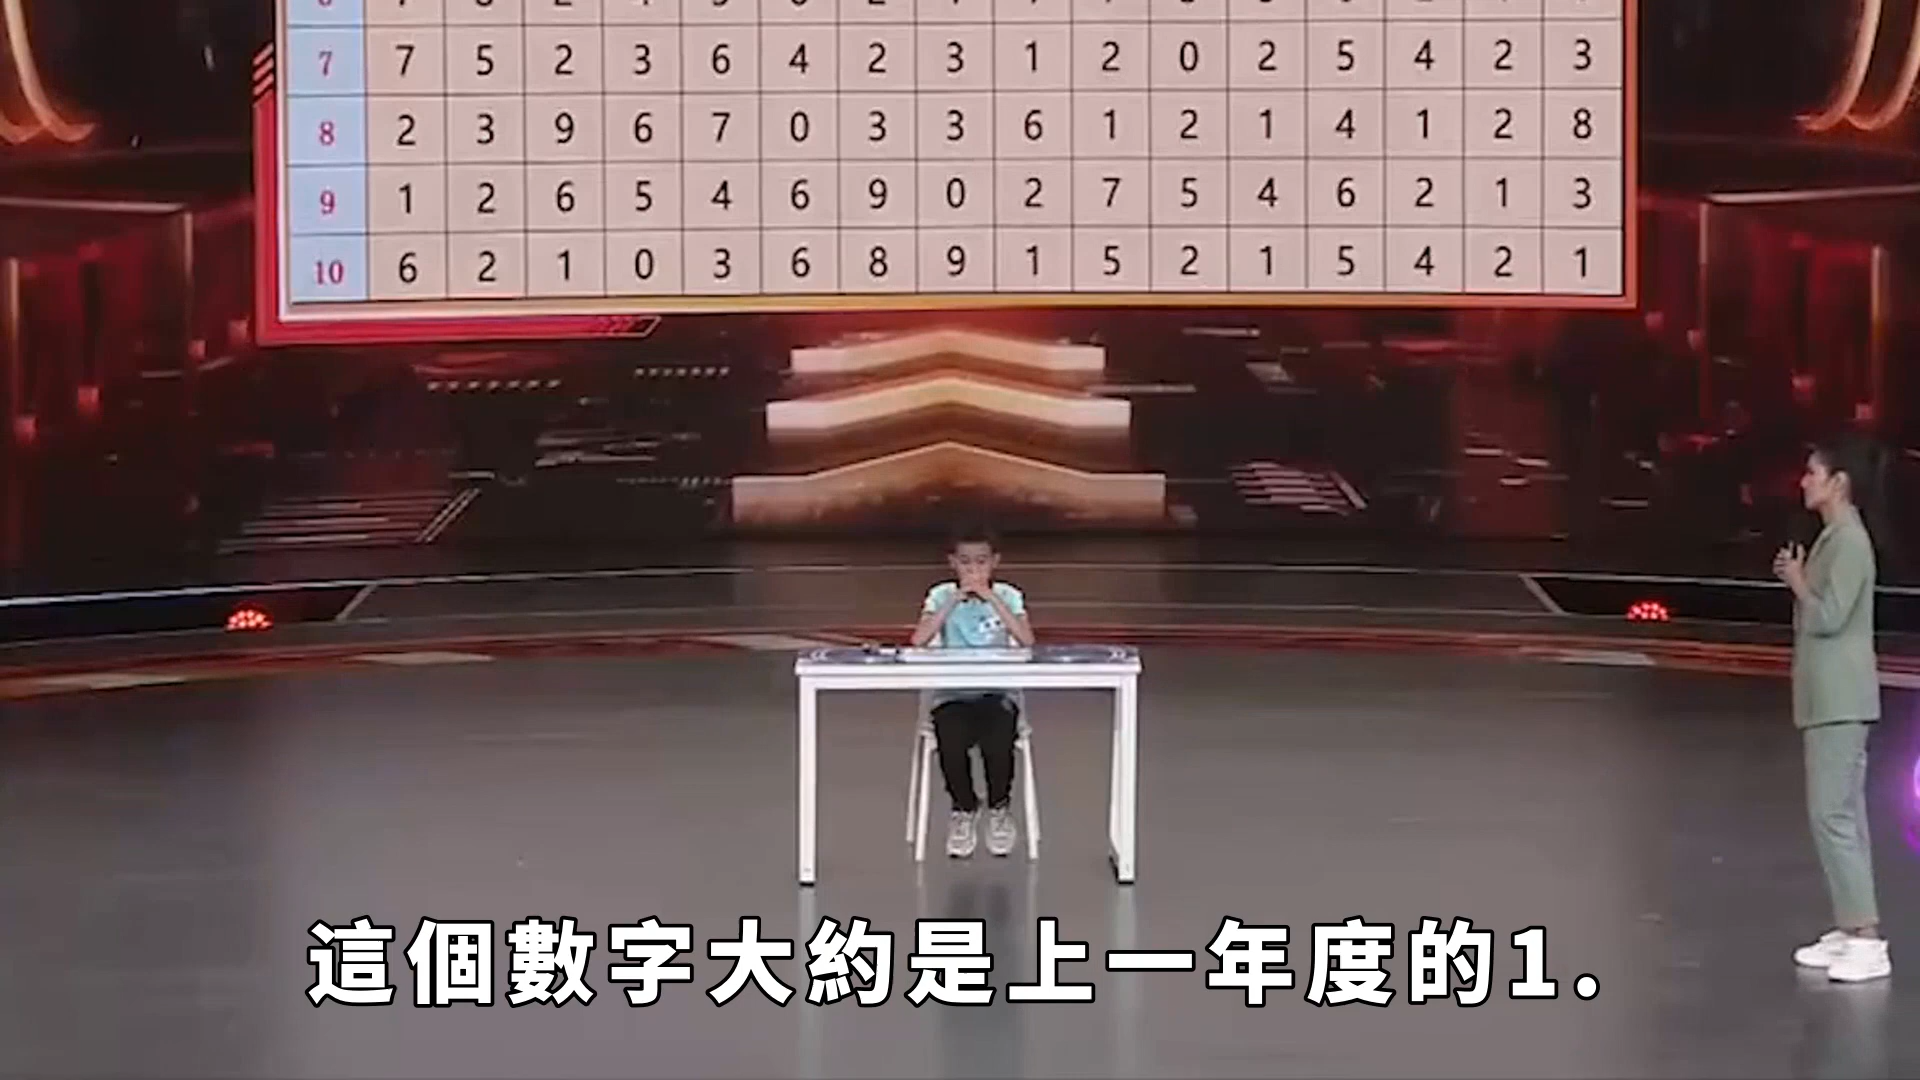 7 7 5 2 3 6 4 2 3 1 2 0 2 5 4 2 3
8 2 3 9 6 7 0 3 3 6 1 2 1 4 1 2 8
9 1 2 6 5 4 6 9 0 2 7 5 4 6 2 1 3
10 6 2 1 0 3 6 8 9 1 5 2 1 5 4 2 1
這個數字大約是上一年度的1.